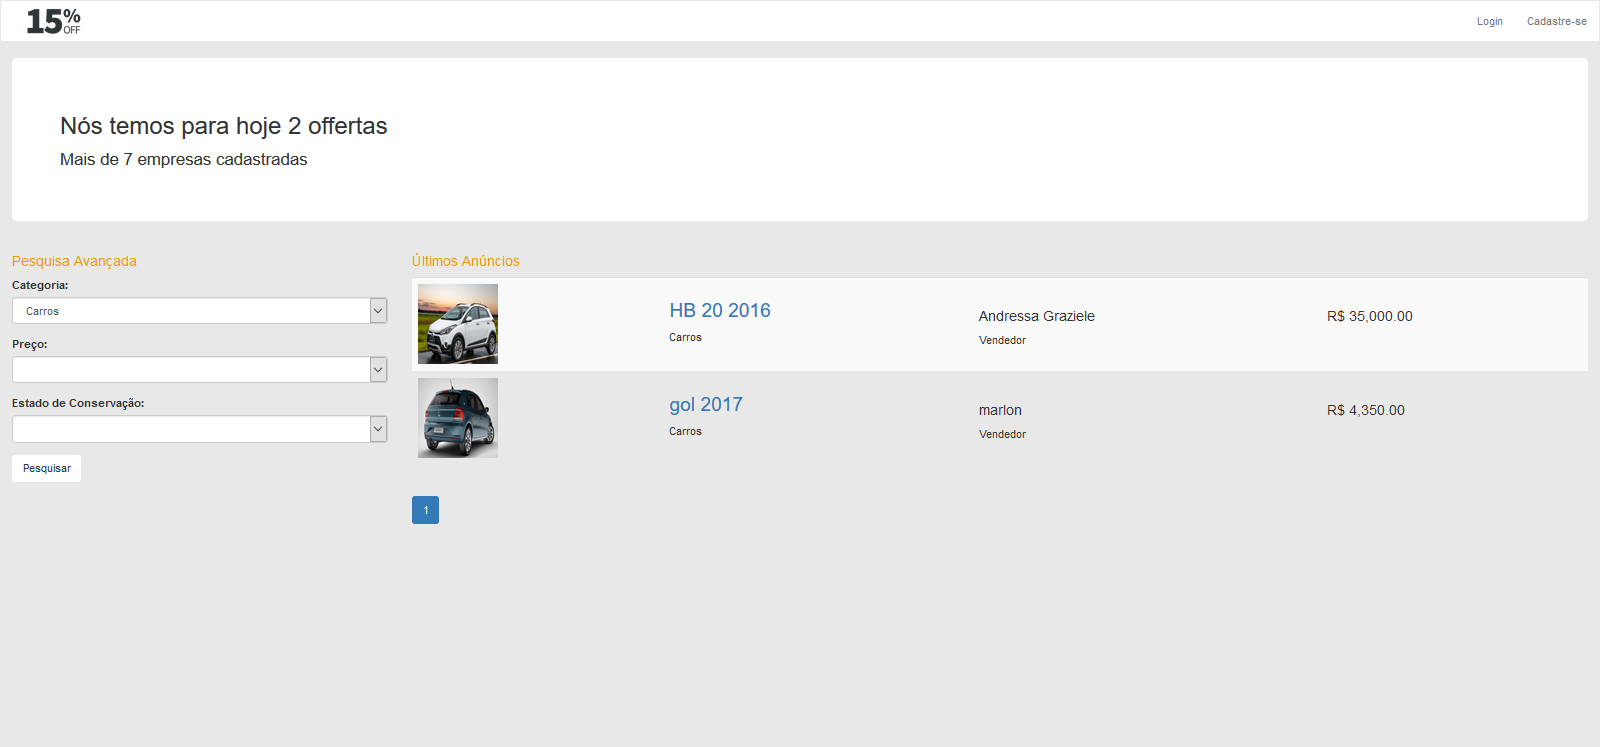 15% OFF
Login
Cadastre-se
Nós temos para hoje 2 offertas
Mais de 7 empresas cadastradas
Pesquisa Avançada
Categoria:
Carros
Preço:
Estado de Conservação:
Pesquisar
Últimos Anúncios
HB 20 2016
Carros
Andressa Graziele
Vendedor
R$ 35,000.00
gol 2017
Carros
marlon
Vendedor
R$ 4,350.00
1